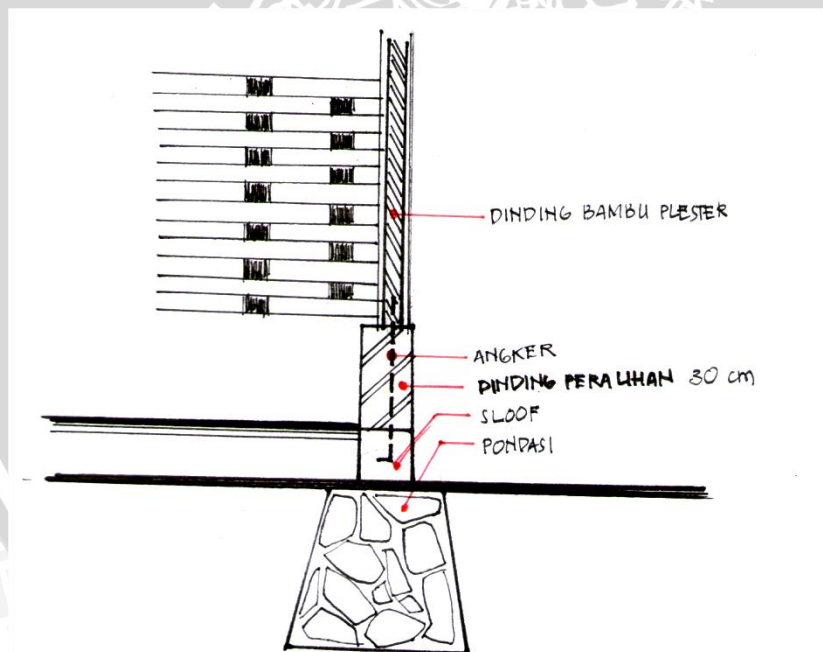 DINDING BAMBU PLESTER
ANGKER
DINDING PERALIHAN 30 cm
SLOOF
PONDASI